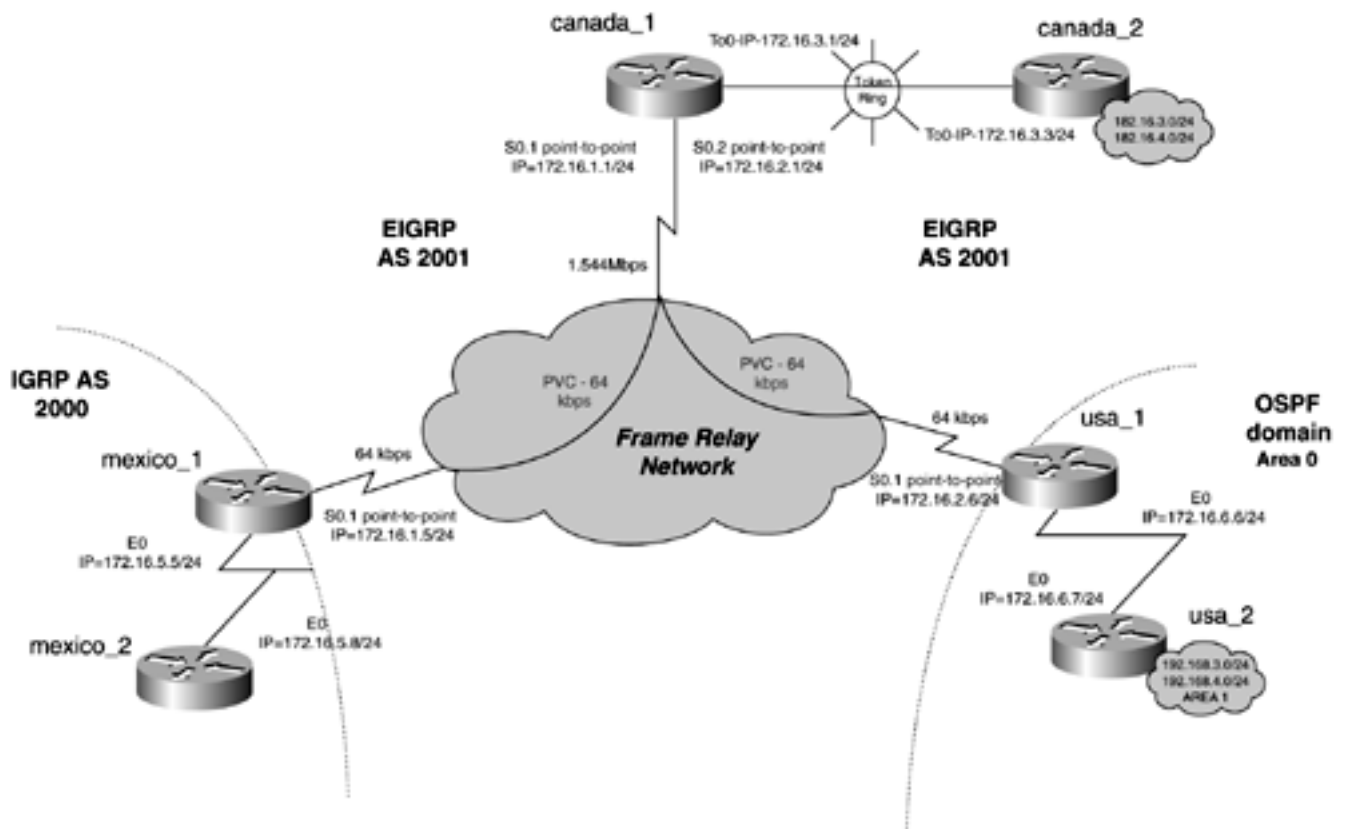 canada_1
canada_2
To0-IP-172.16.3.1/24
Token
Ring
182.16.3.0/24
182.16.4.0/24
To0-IP-172.16.3.3/24
S0.1 point-to-point
IP=172.16.1.1/24
S0.2 point-to-point
IP=172.16.2.1/24
EIGRP
AS 2001
EIGRP
AS 2001
1.544Mbps
IGRP AS
2000
PVC - 64
kbps
PVC - 64
kbps
Frame Relay
Network
64 kbps
usa_1
OSPF
domain
Area 0
mexico_1
64 kbps
S0.1 point-to-point
IP=172.16.2.6/24
S0.1 point-to-point
IP=172.16.1.5/24
E0
IP=172.16.6.6/24
E0
IP=172.16.5.5/24
E0
IP=172.16.6.7/24
E0
IP=172.16.5.8/24
mexico_2
usa_2
192.168.3.0/24
192.168.4.0/24
AREA 1